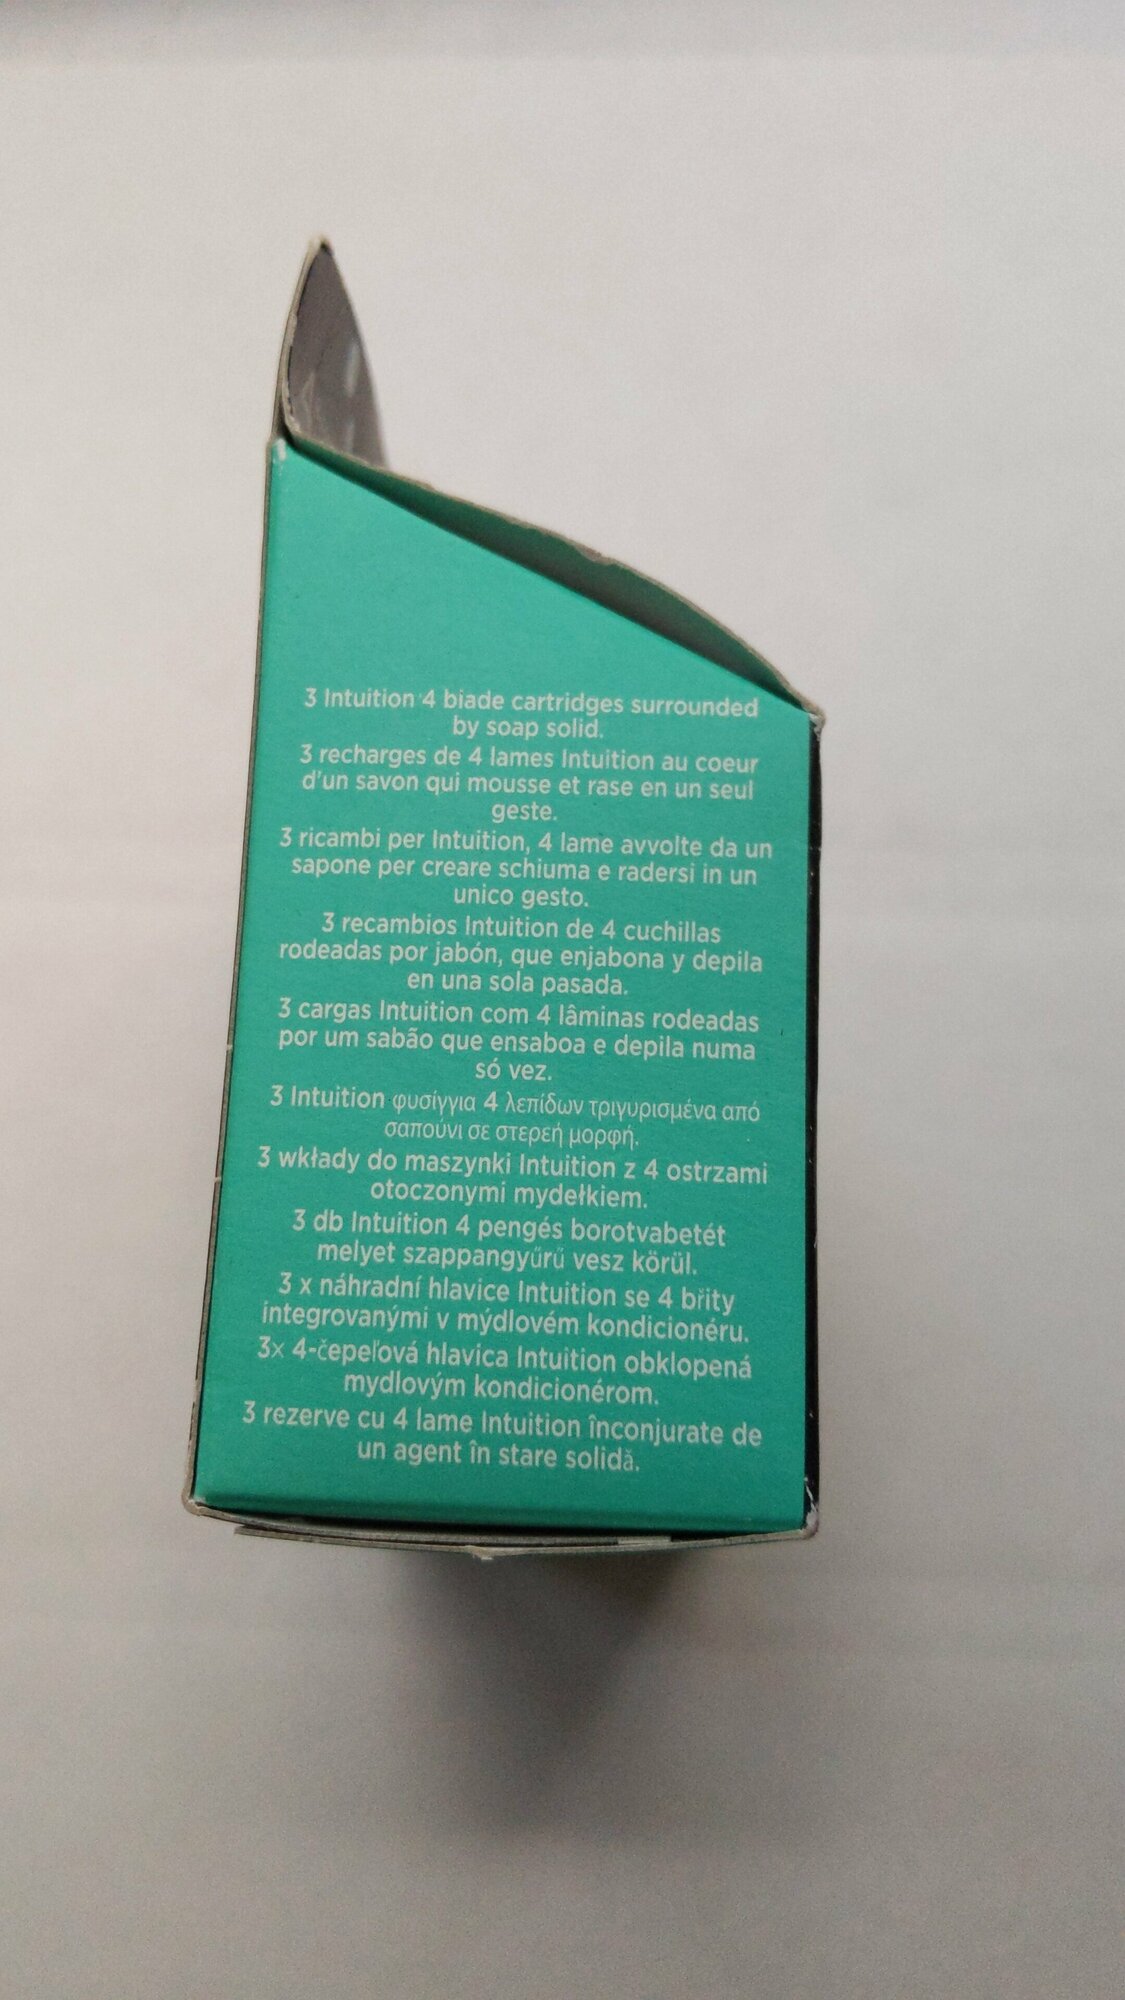 3 Intuition 4 blade cartridges surrounded
by soap solid.
3 recharges de 4 lames Intuition au coeur
d'un savon qui mousse et rase en un seul
geste.
3 ricambi per Intuition, 4 lame avvolte da un
sapone per creare schiuma e radersi in un
unico gesto.
3 recambios Intuition de 4 cuchillas
rodeadas por jabón, que enjabona y depila
en una sola pasada.
3 cargas Intuition com 4 lâminas rodeadas
por um sabão que ensaboa e depila numa
só vez.
3 Intuition φυσίγγια 4 λεπίδων τριγυρισμένα από
σαπούνι σε στερεή μορφή.
3 wkłady do maszynki Intuition z 4 ostrzami
otoczonymi mydełkiem.
3 db Intuition 4 pengés borotvabetét
melyet szappangyűrű vesz körül.
3 x náhradní hlavice Intuition se 4 břity
integrovanými v mýdlovém kondicionéru.
3x 4-čepeľová hlavica Intuition obklopená
mydlovým kondicionérom.
3 rezerve cu 4 lame Intuition înconjurate de
un agent în stare solidă.